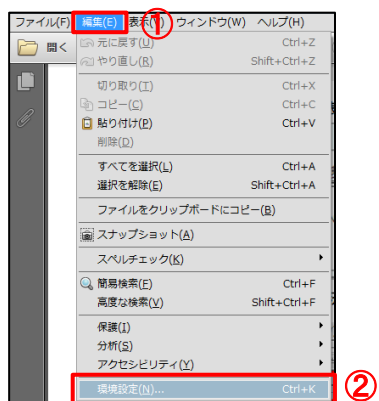 ファイル(F) 編集(E) 表示(V) ウィンドウ(W) ヘルプ(H)
①
開く
元に戻す(U) Ctrl+Z
やり直し(R) Shift+Ctrl+Z
切り取り(T) Ctrl+X
コピー(C) Ctrl+C
貼り付け(P) Ctrl+V
削除(D)
すべてを選択(L) Ctrl+A
選択を解除(E) Shift+Ctrl+A
ファイルをクリップボードにコピー(B)
スナップショット(A)
スペルチェック(K)
簡易検索(F) Ctrl+F
高度な検索(V) Shift+Ctrl+F
保護(I)
分析(S)
アクセシビリティ(Y)
環境設定(N)... Ctrl+K
②